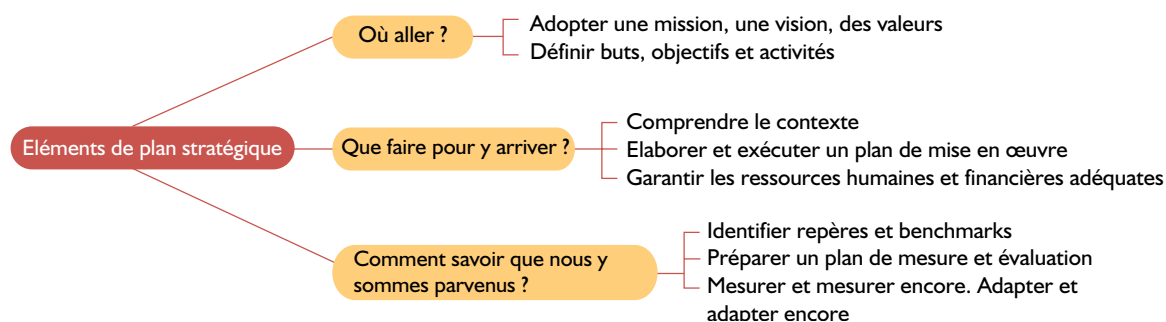 Où aller ?
Adopter une mission, une vision, des valeurs
Définir buts, objectifs et activités
Eléments de plan stratégique
Que faire pour y arriver ?
Comprendre le contexte
Elaborer et exécuter un plan de mise en œuvre
Garantir les ressources humaines et financières adéquates
Comment savoir que nous y
sommes parvenus ?
Identifier repères et benchmarks
Préparer un plan de mesure et évaluation
Mesurer et mesurer encore. Adapter et
adapter encore